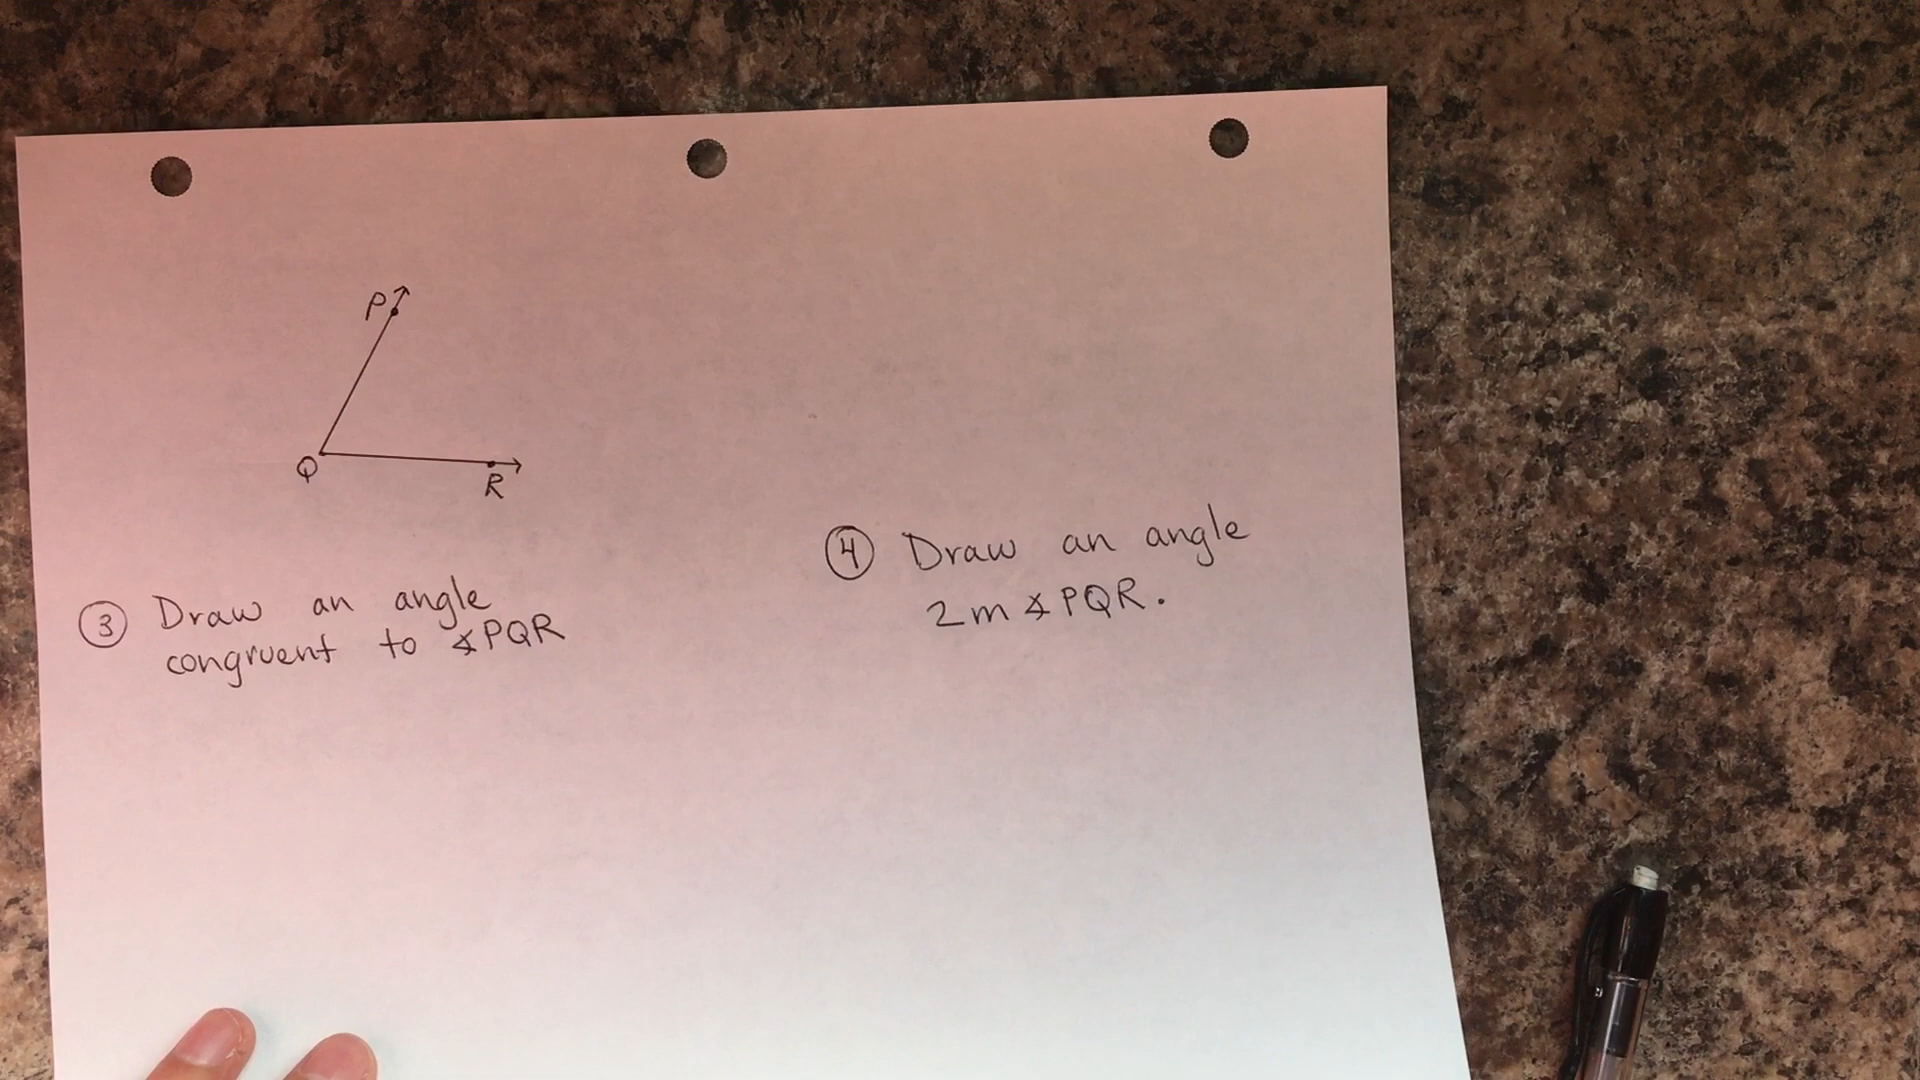 P
Q
R
③ Draw an angle
congruent to ∡PQR
④ Draw an angle
2m∡PQR.